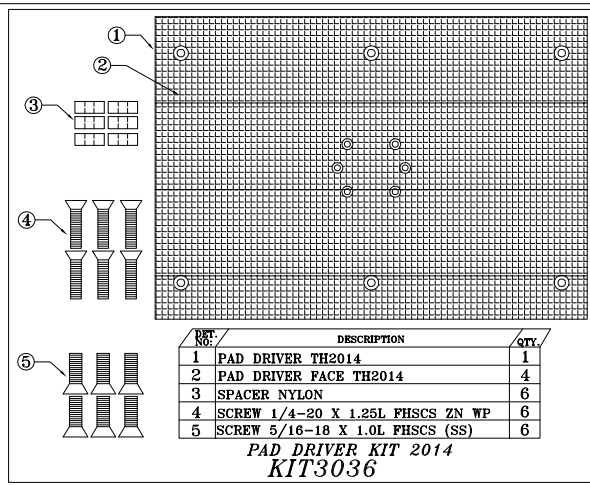 1
2
3
4
5
DET. NO: DESCRIPTION QTY.
1 PAD DRIVER TH2014 1
2 PAD DRIVER FACE TH2014 4
3 SPACER NYLON 6
4 SCREW 1/4-20 X 1.25L FHSCS ZN WP 6
5 SCREW 5/16-18 X 1.0L FHSCS (SS) 6
PAD DRIVER KIT 2014
KIT3036